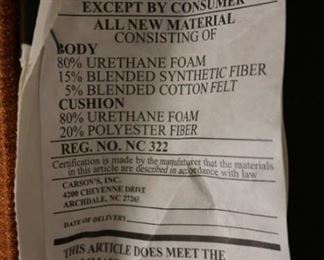 EXCEPT BY CONSUMER
ALL NEW MATERIAL
CONSISTING OF
BODY
80% URETHANE FOAM
15% BLENDED SYNTHETIC FIBER
5% BLENDED COTTON FELT
CUSHION
80% URETHANE FOAM
20% POLYESTER FIBER
REG. NO. NC 322
Certification is made by the manufacturer that the materials
in this article are described in accordance with law
CARSON'S, INC.
4200 CHEYENNE DRIVE
ARCHDALE, NC 27263
DATE OF DELIVERY
THIS ARTICLE DOES MEET THE